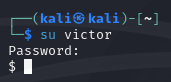 ┌──(kali㉿kali)-[~]
└─$ su victor
Password:
$